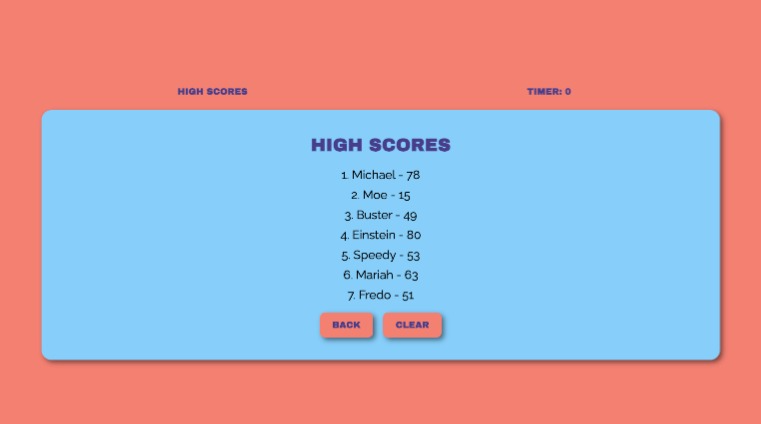 HIGH SCORES TIMER: 0
HIGH SCORES
1. Michael - 78
2. Moe - 15
3. Buster - 49
4. Einstein - 80
5. Speedy - 53
6. Mariah - 63
7. Fredo - 51
BACK CLEAR